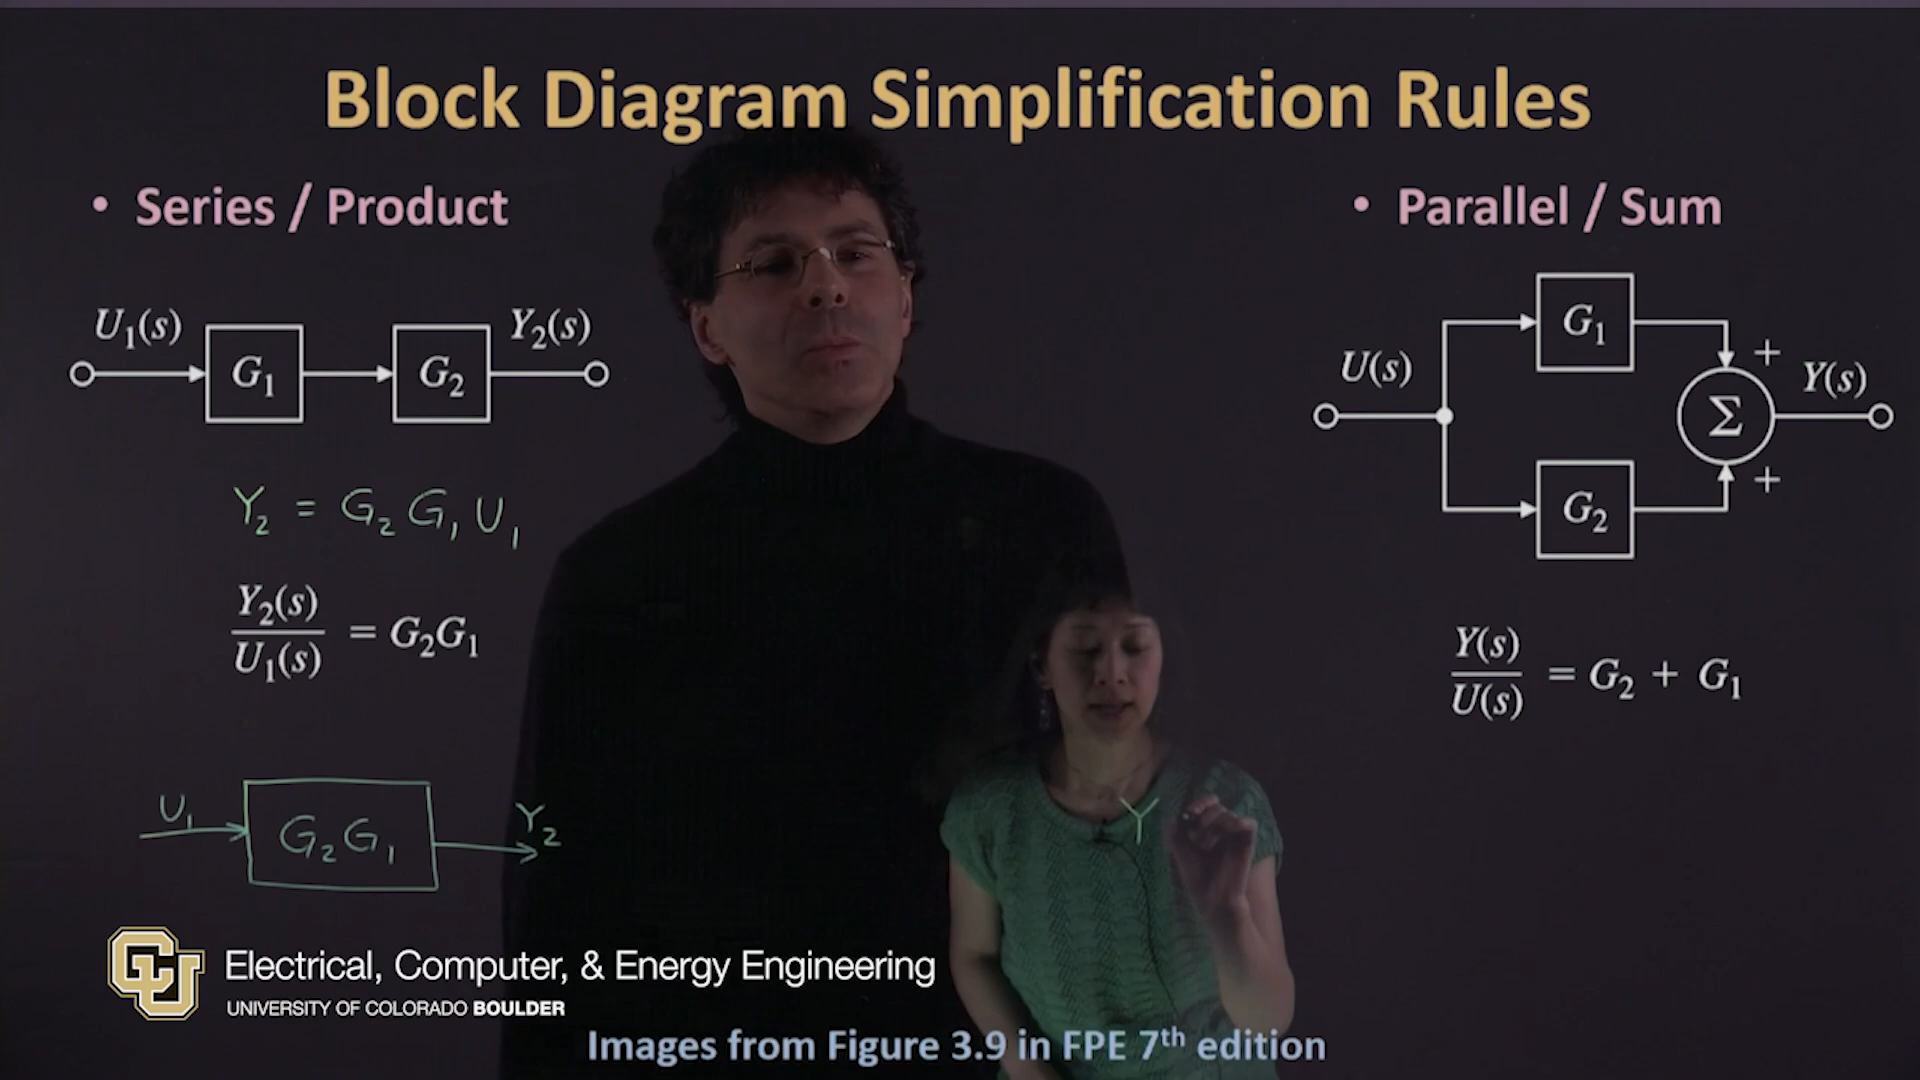 Block Diagram Simplification Rules
• Series / Product
U₁(s)
G₁
G₂
Y₂(s)
Y₂ = G₂ G₁ U₁
Y₂(s)
U₁(s)
= G₂G₁
U₁
G₂G₁
Y₂
• Parallel / Sum
U(s)
G₁
G₂
+
Σ
+
Y(s)
Y(s)
U(s)
= G₂ + G₁
Y
CU
Electrical, Computer, & Energy Engineering
UNIVERSITY OF COLORADO BOULDER
Images from Figure 3.9 in FPE 7th edition